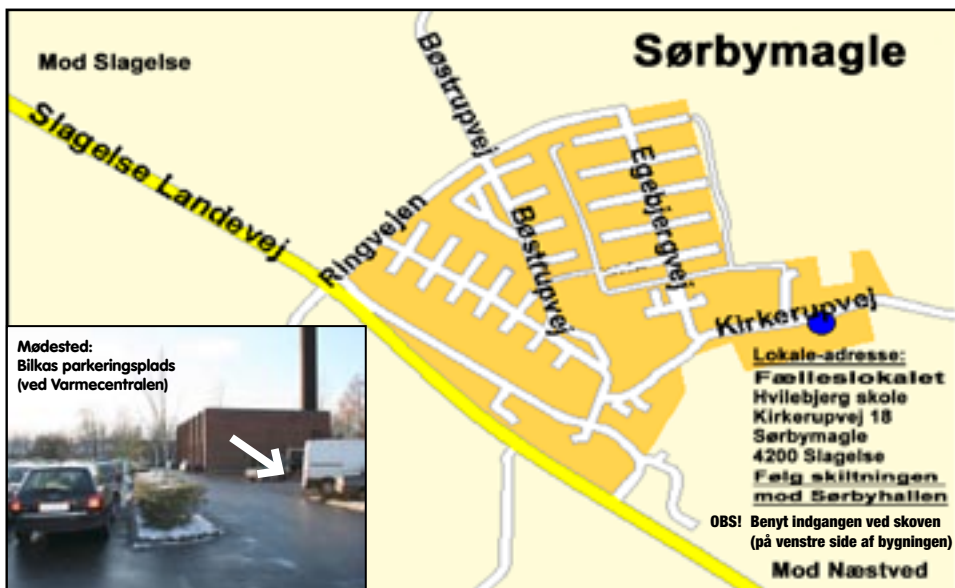 Sørbymagle
Mod Slagelse
Bøstrupvej
Slagelse Landevej
Ringvejen
Bøstrupvej
Egebjergvej
Kirkerupvej
Mødested:
Bilkas parkeringsplads
(ved Varmecentralen)
Lokale-adresse:
Fælleslokalet
Hvilebjerg skole
Kirkerupvej 18
Sørbymagle
4200 Slagelse
Følg skiltningen
mod Sørbyhallen
OBS! Benyt indgangen ved skoven
(på venstre side af bygningen)
Mod Næstved